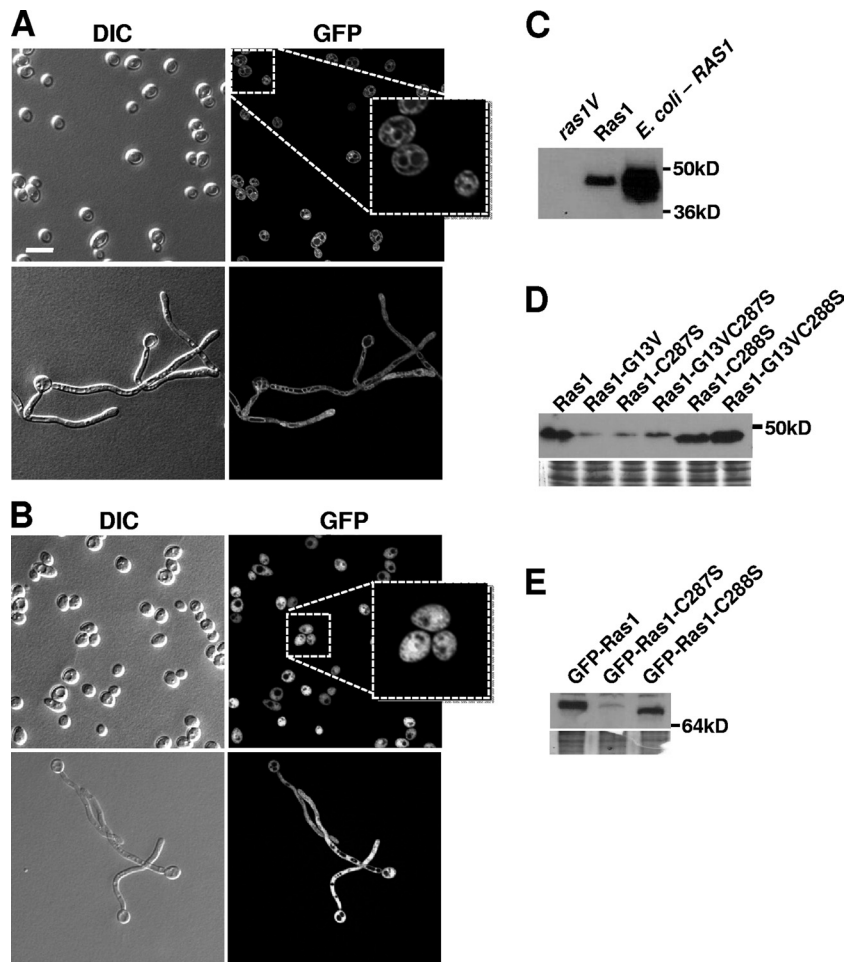 A
DIC
GFP
B
DIC
GFP
C
ras1V
Ras1
E. coli – RAS1
50kD
36kD
D
Ras1
Ras1-G13V
Ras1-C287S
Ras1-G13VC287S
Ras1-C288S
Ras1-G13VC288S
50kD
E
GFP-Ras1
GFP-Ras1-C287S
GFP-Ras1-C288S
64kD